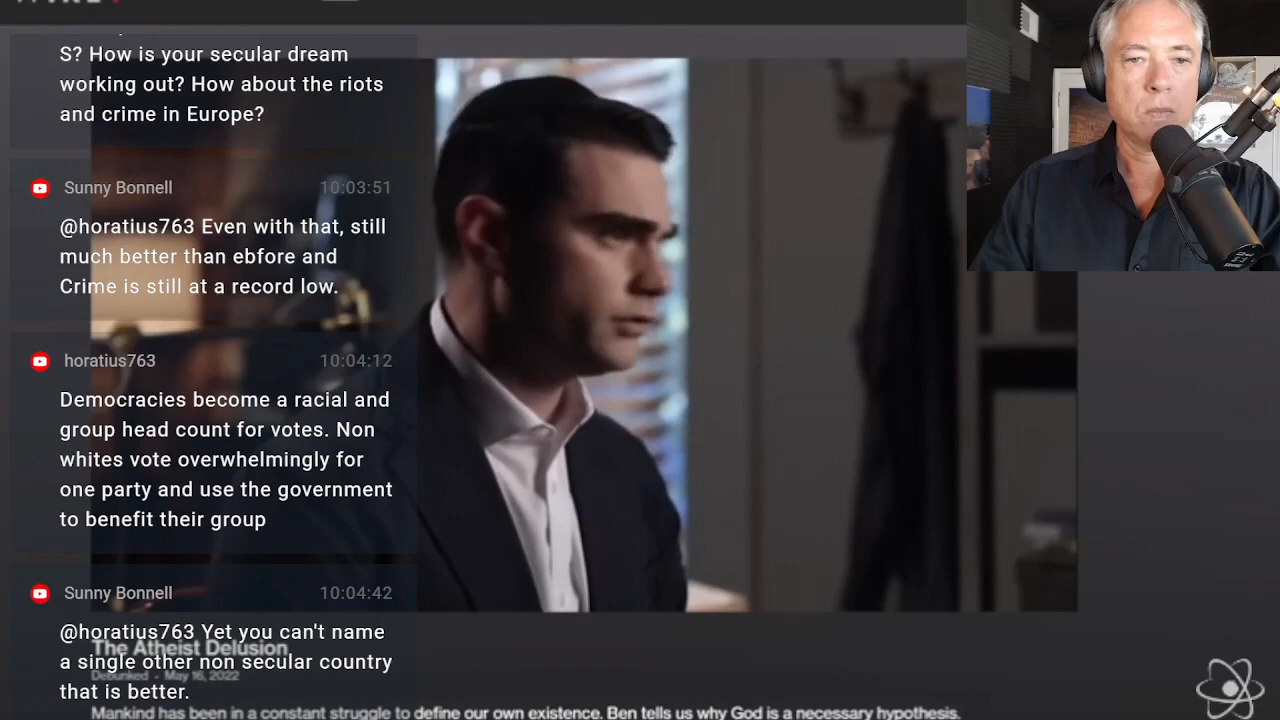 S? How is your secular dream
working out? How about the riots
and crime in Europe?
Sunny Bonnell 10:03:51
@horatius763 Even with that, still
much better than ebfore and
Crime is still at a record low.
horatius763 10:04:12
Democracies become a racial and
group head count for votes. Non
whites vote overwhelmingly for
one party and use the government
to benefit their group
Sunny Bonnell 10:04:42
@horatius763 Yet you can't name
a single other non secular country
that is better.
The Atheist Delusion
Debunked - May 16, 2022
Mankind has been in a constant struggle to define our own existence. Ben tells us why God is a necessary hypothesis.